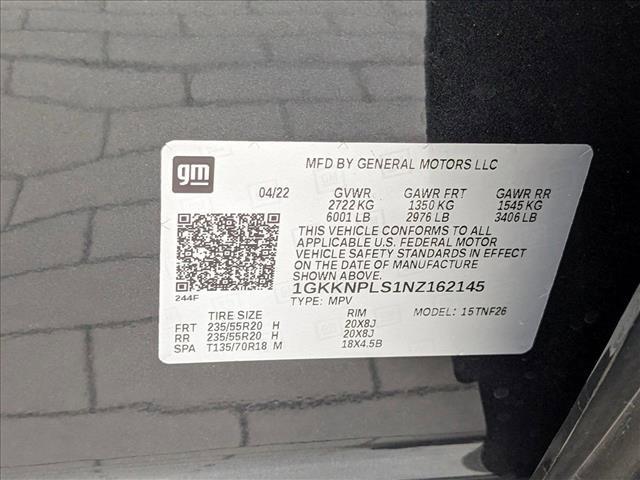 gm
MFD BY GENERAL MOTORS LLC
04/22 GVWR GAWR FRT GAWR RR
2722 KG 1350 KG 1545 KG
6001 LB 2976 LB 3406 LB
THIS VEHICLE CONFORMS TO ALL
APPLICABLE U.S. FEDERAL MOTOR
VEHICLE SAFETY STANDARDS IN EFFECT
ON THE DATE OF MANUFACTURE
SHOWN ABOVE.
1GKKNPLS1NZ162145
244F TYPE: MPV
TIRE SIZE RIM MODEL: 15TNF26
FRT 235/55R20 H 20X8J
RR 235/55R20 H 20X8J
SPA T135/70R18 M 18X4.5B